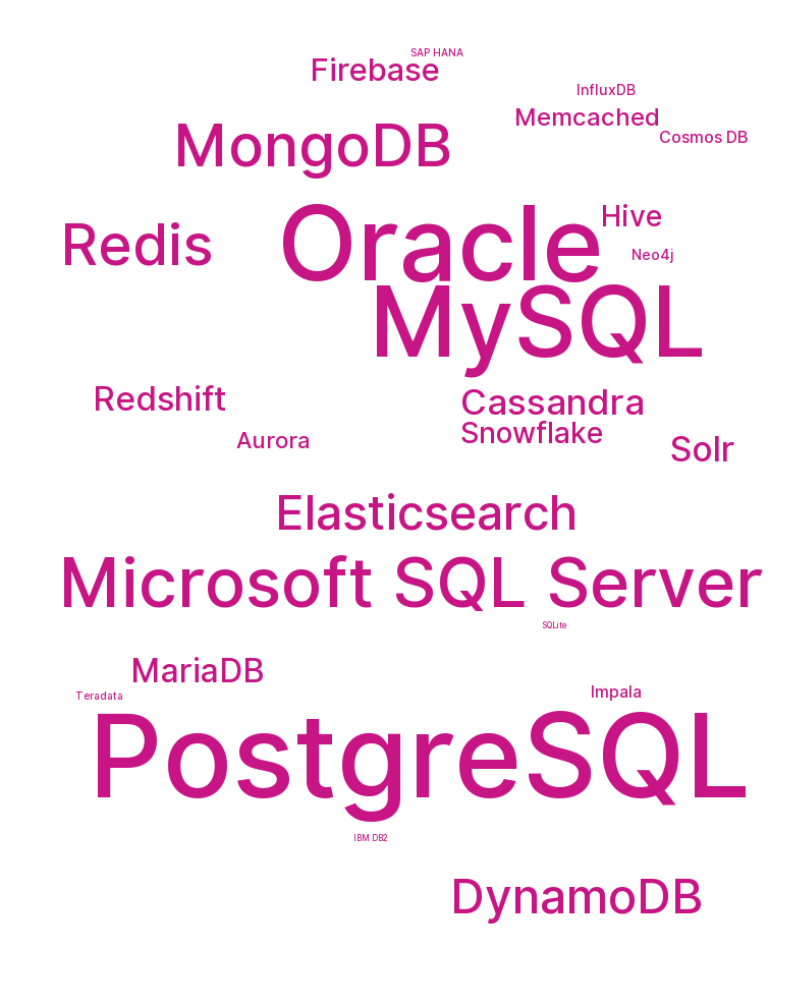 SAP HANA
Firebase
InfluxDB
Memcached
Cosmos DB
MongoDB
Hive
Redis
Oracle
Neo4j
MySQL
Redshift
Cassandra
Aurora
Snowflake
Solr
Elasticsearch
Microsoft SQL Server
SQLite
MariaDB
Teradata
Impala
PostgreSQL
IBM DB2
DynamoDB